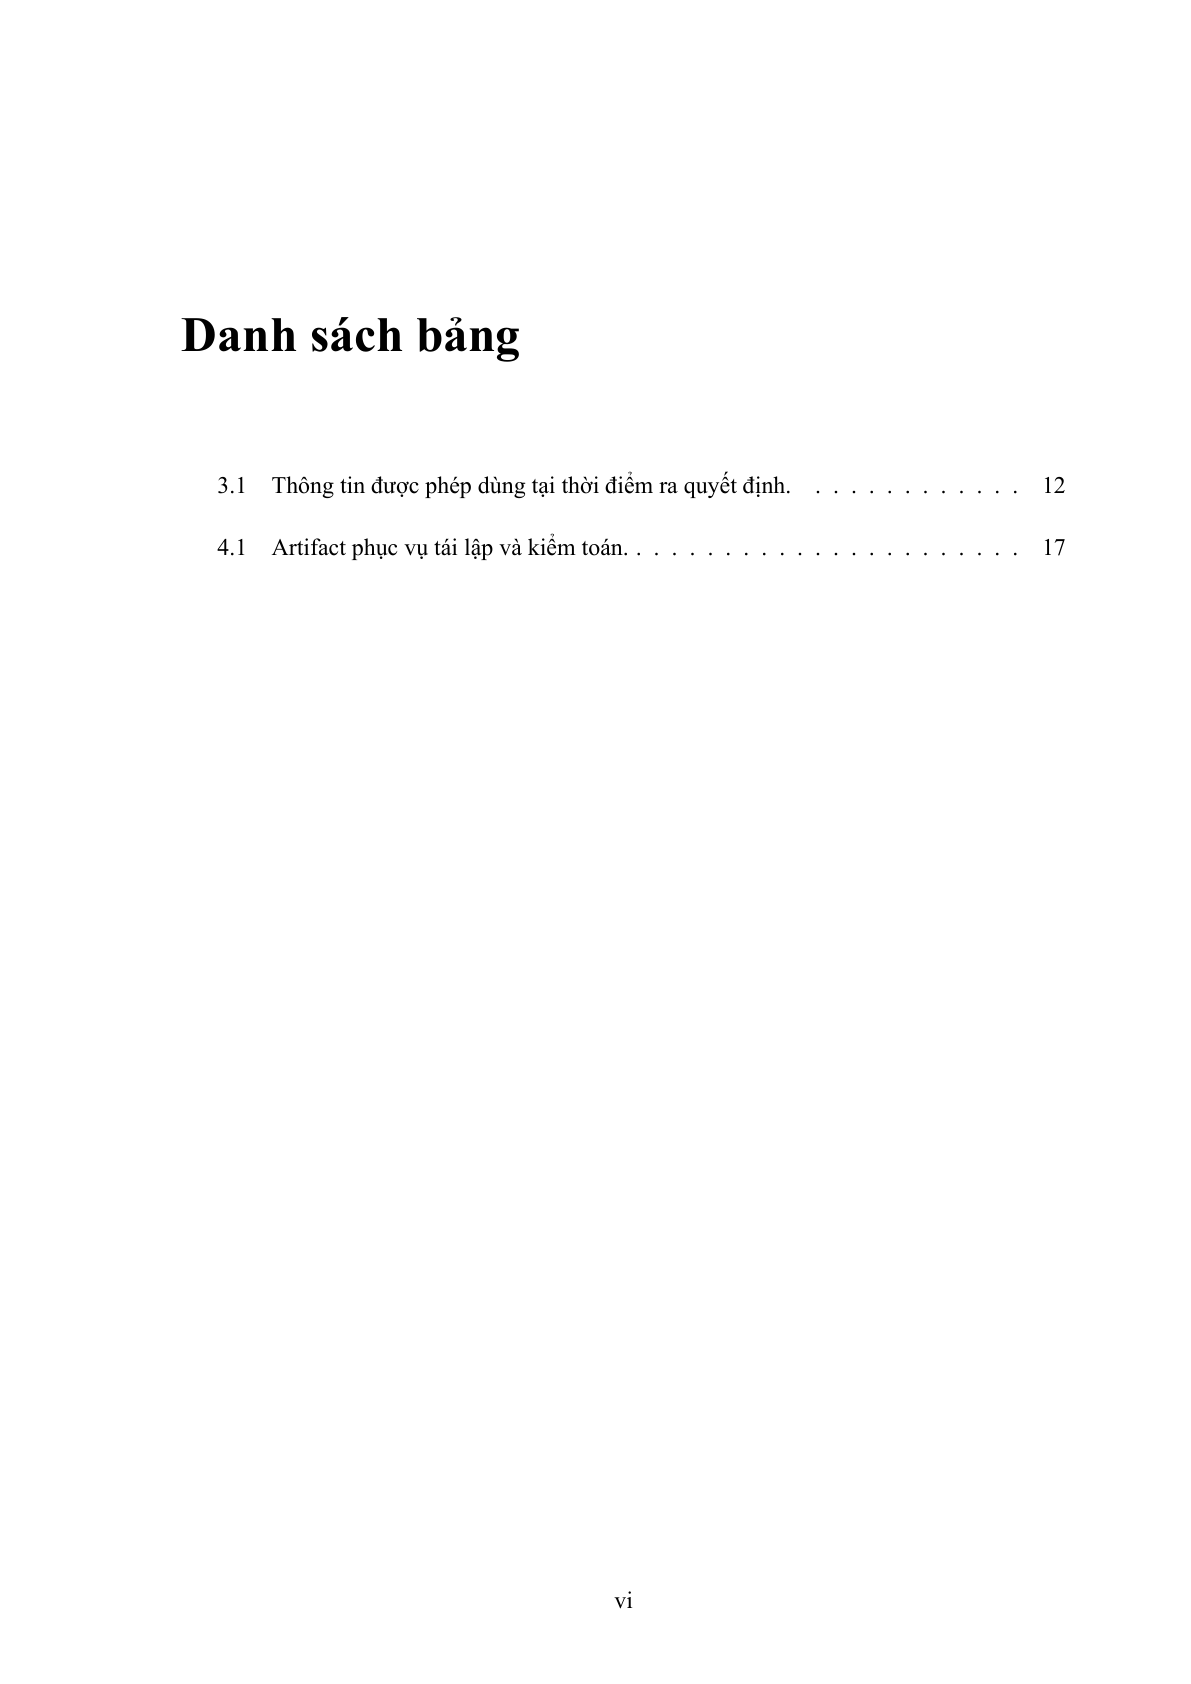 Danh sách bảng
3.1 Thông tin được phép dùng tại thời điểm ra quyết định. . . . . . . . . . . . . 12
4.1 Artifact phục vụ tái lập và kiểm toán. . . . . . . . . . . . . . . . . . . . . . . 17
vi